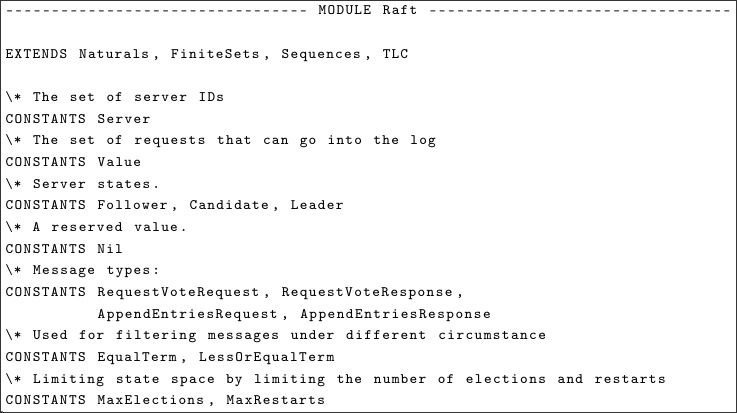 -------------------------------- MODULE Raft --------------------------------
EXTENDS Naturals, FiniteSets, Sequences, TLC
\* The set of server IDs
CONSTANTS Server
\* The set of requests that can go into the log
CONSTANTS Value
\* Server states.
CONSTANTS Follower, Candidate, Leader
\* A reserved value.
CONSTANTS Nil
\* Message types:
CONSTANTS RequestVoteRequest, RequestVoteResponse,
          AppendEntriesRequest, AppendEntriesResponse
\* Used for filtering messages under different circumstance
CONSTANTS EqualTerm, LessOrEqualTerm
\* Limiting state space by limiting the number of elections and restarts
CONSTANTS MaxElections, MaxRestarts